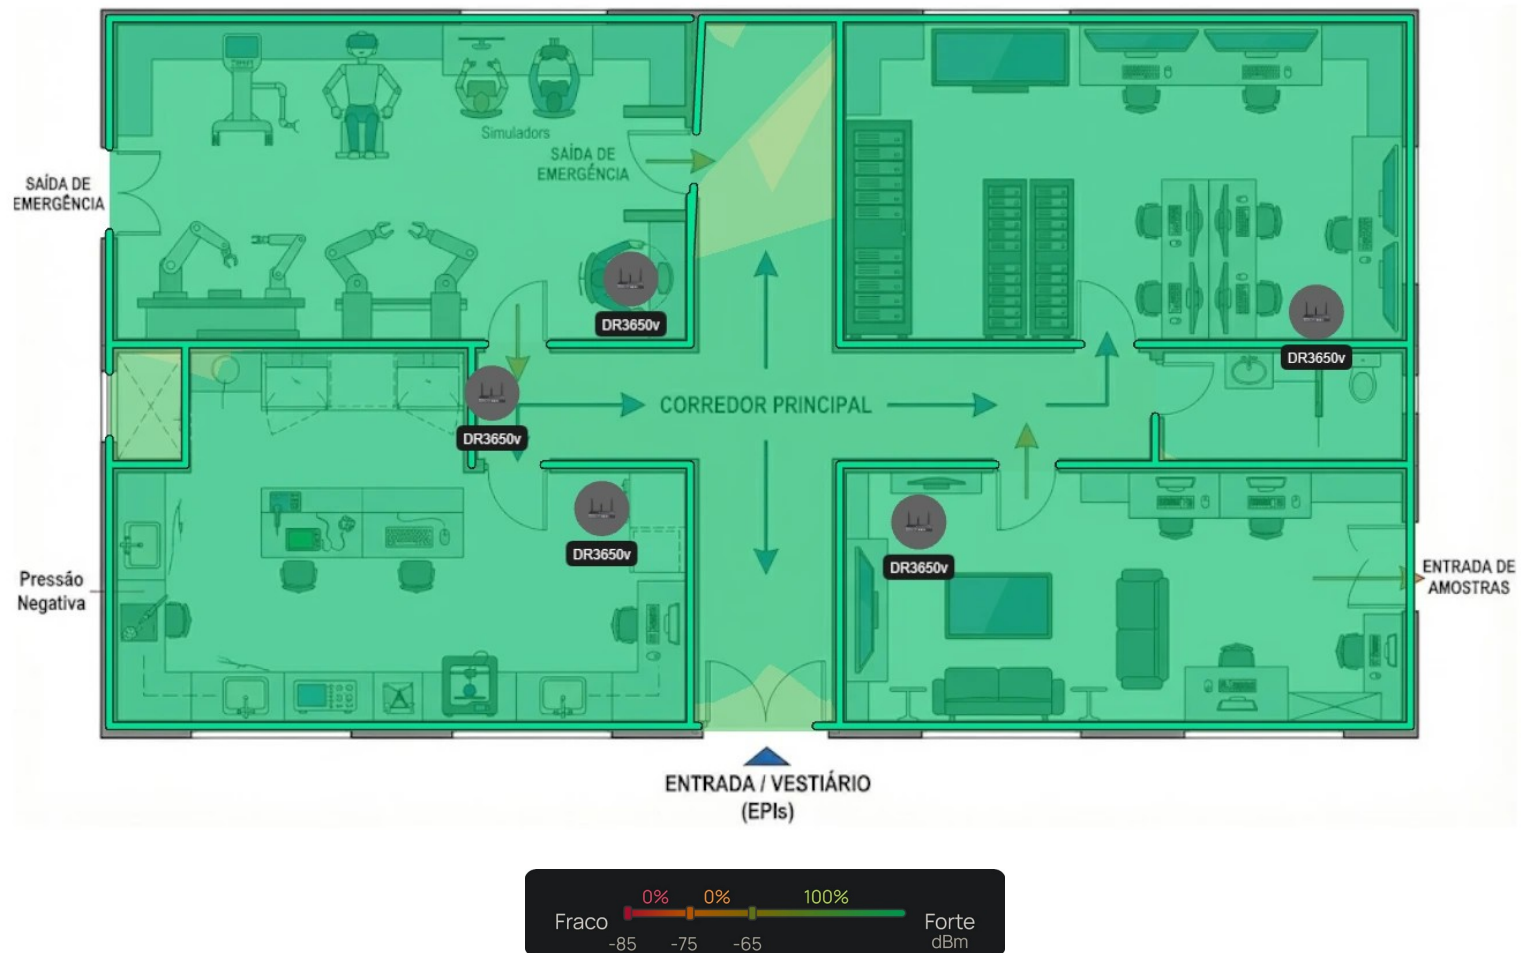 Simuladors
SAÍDA DE
EMERGÊNCIA
SAÍDA DE
EMERGÊNCIA
DR3650v
DR3650v
DR3650v
CORREDOR PRINCIPAL
DR3650v
DR3650v
Pressão
Negativa
ENTRADA DE
AMOSTRAS
ENTRADA / VESTIÁRIO
(EPIs)
0% 0% 100%
Fraco Forte
-85 -75 -65 dBm